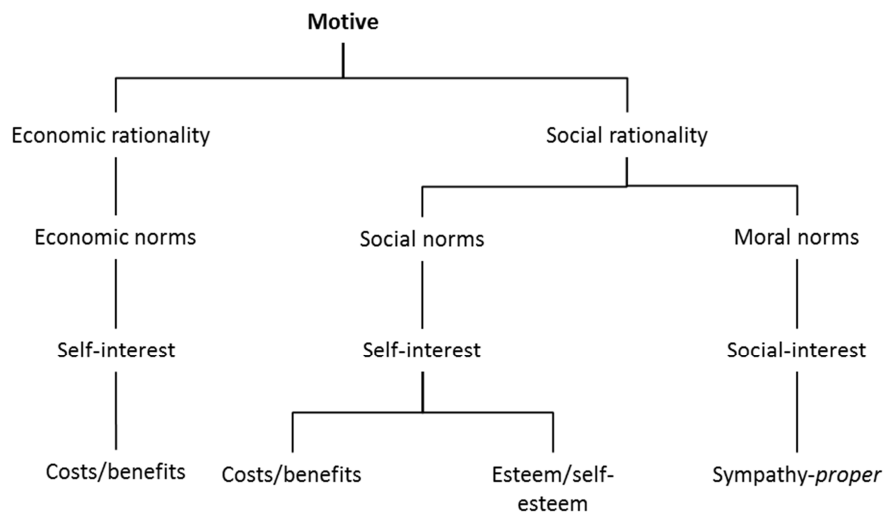 Motive
Economic rationality
Social rationality
Economic norms
Social norms
Moral norms
Self-interest
Self-interest
Social-interest
Costs/benefits
Costs/benefits
Esteem/self-
esteem
Sympathy-proper